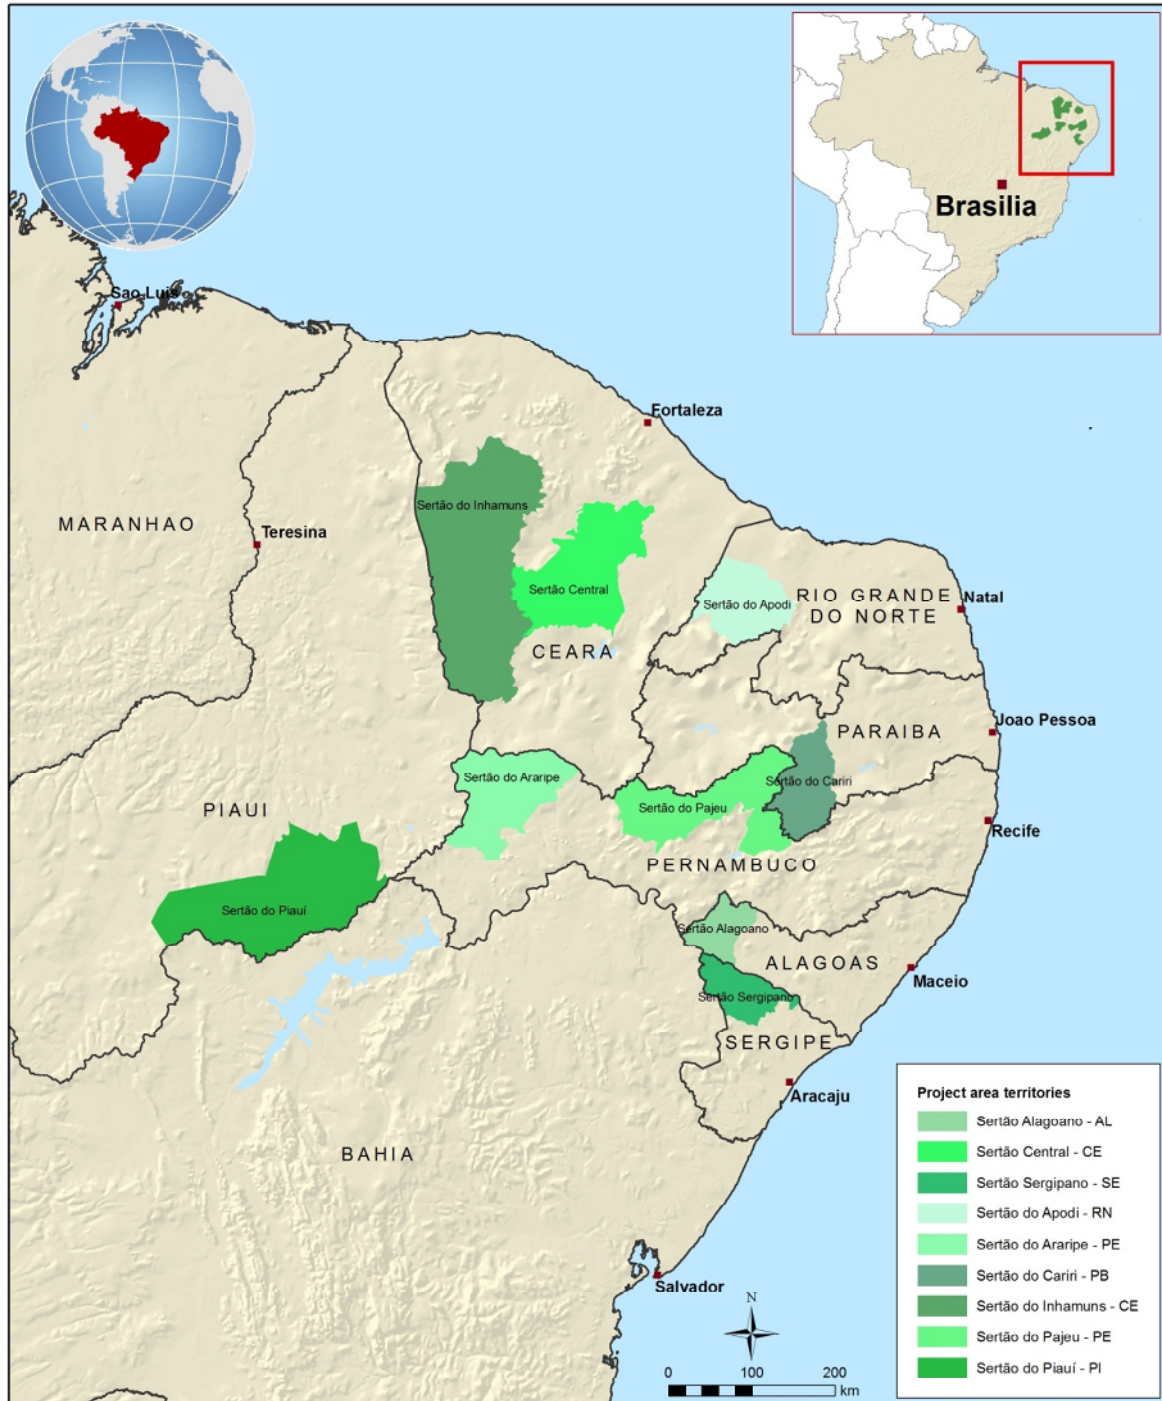 Brasilia
Sao Luis
Fortaleza
Sertão do Inhamuns
MARANHAO
Teresina
Sertão Central
Sertão do Apodi
RIO GRANDE
DO NORTE
Natal
CEARA
Joao Pessoa
PARAIBA
Sertão do Araripe
Sertão do Cariri
PIAUI
Sertão do Pajeu
Recife
PERNAMBUCO
Sertão do Piauí
Sertão Alagoano
ALAGOAS
Maceio
Sertão Sergipano
SERGIPE
Aracaju
BAHIA
Salvador
N
0 100 200
km
Project area territories
Sertão Alagoano - AL
Sertão Central - CE
Sertão Sergipano - SE
Sertão do Apodi - RN
Sertão do Araripe - PE
Sertão do Cariri - PB
Sertão do Inhamuns - CE
Sertão do Pajeu - PE
Sertão do Piauí - PI